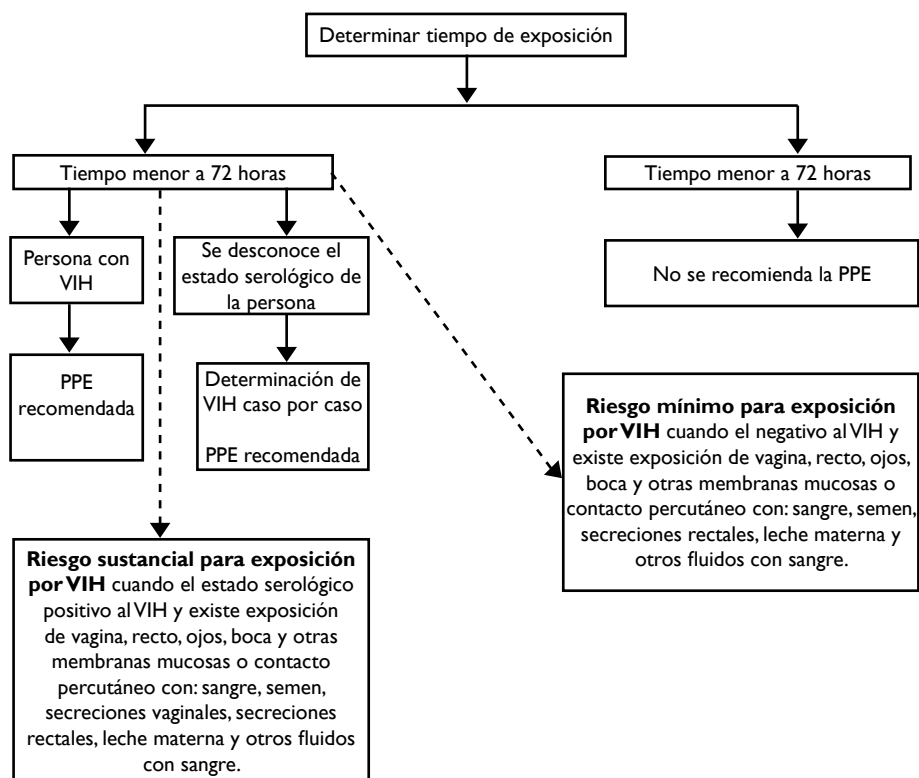 Determinar tiempo de exposición
Tiempo menor a 72 horas
Tiempo menor a 72 horas
Persona con
VIH
Se desconoce el
estado serológico de
la persona
No se recomienda la PPE
PPE
recomendada
Determinación de
VIH caso por caso
PPE recomendada
Riesgo mínimo para exposición
por VIH cuando el negativo al VIH y
existe exposición de vagina, recto, ojos,
boca y otras membranas mucosas o
contacto percutáneo con: sangre, semen,
secreciones rectales, leche materna y
otros fluidos con sangre.
Riesgo sustancial para exposición
por VIH cuando el estado serológico
positivo al VIH y existe exposición
de vagina, recto, ojos, boca y otras
membranas mucosas o contacto
percutáneo con: sangre, semen,
secreciones vaginales, secreciones
rectales, leche materna y otros fluidos
con sangre.